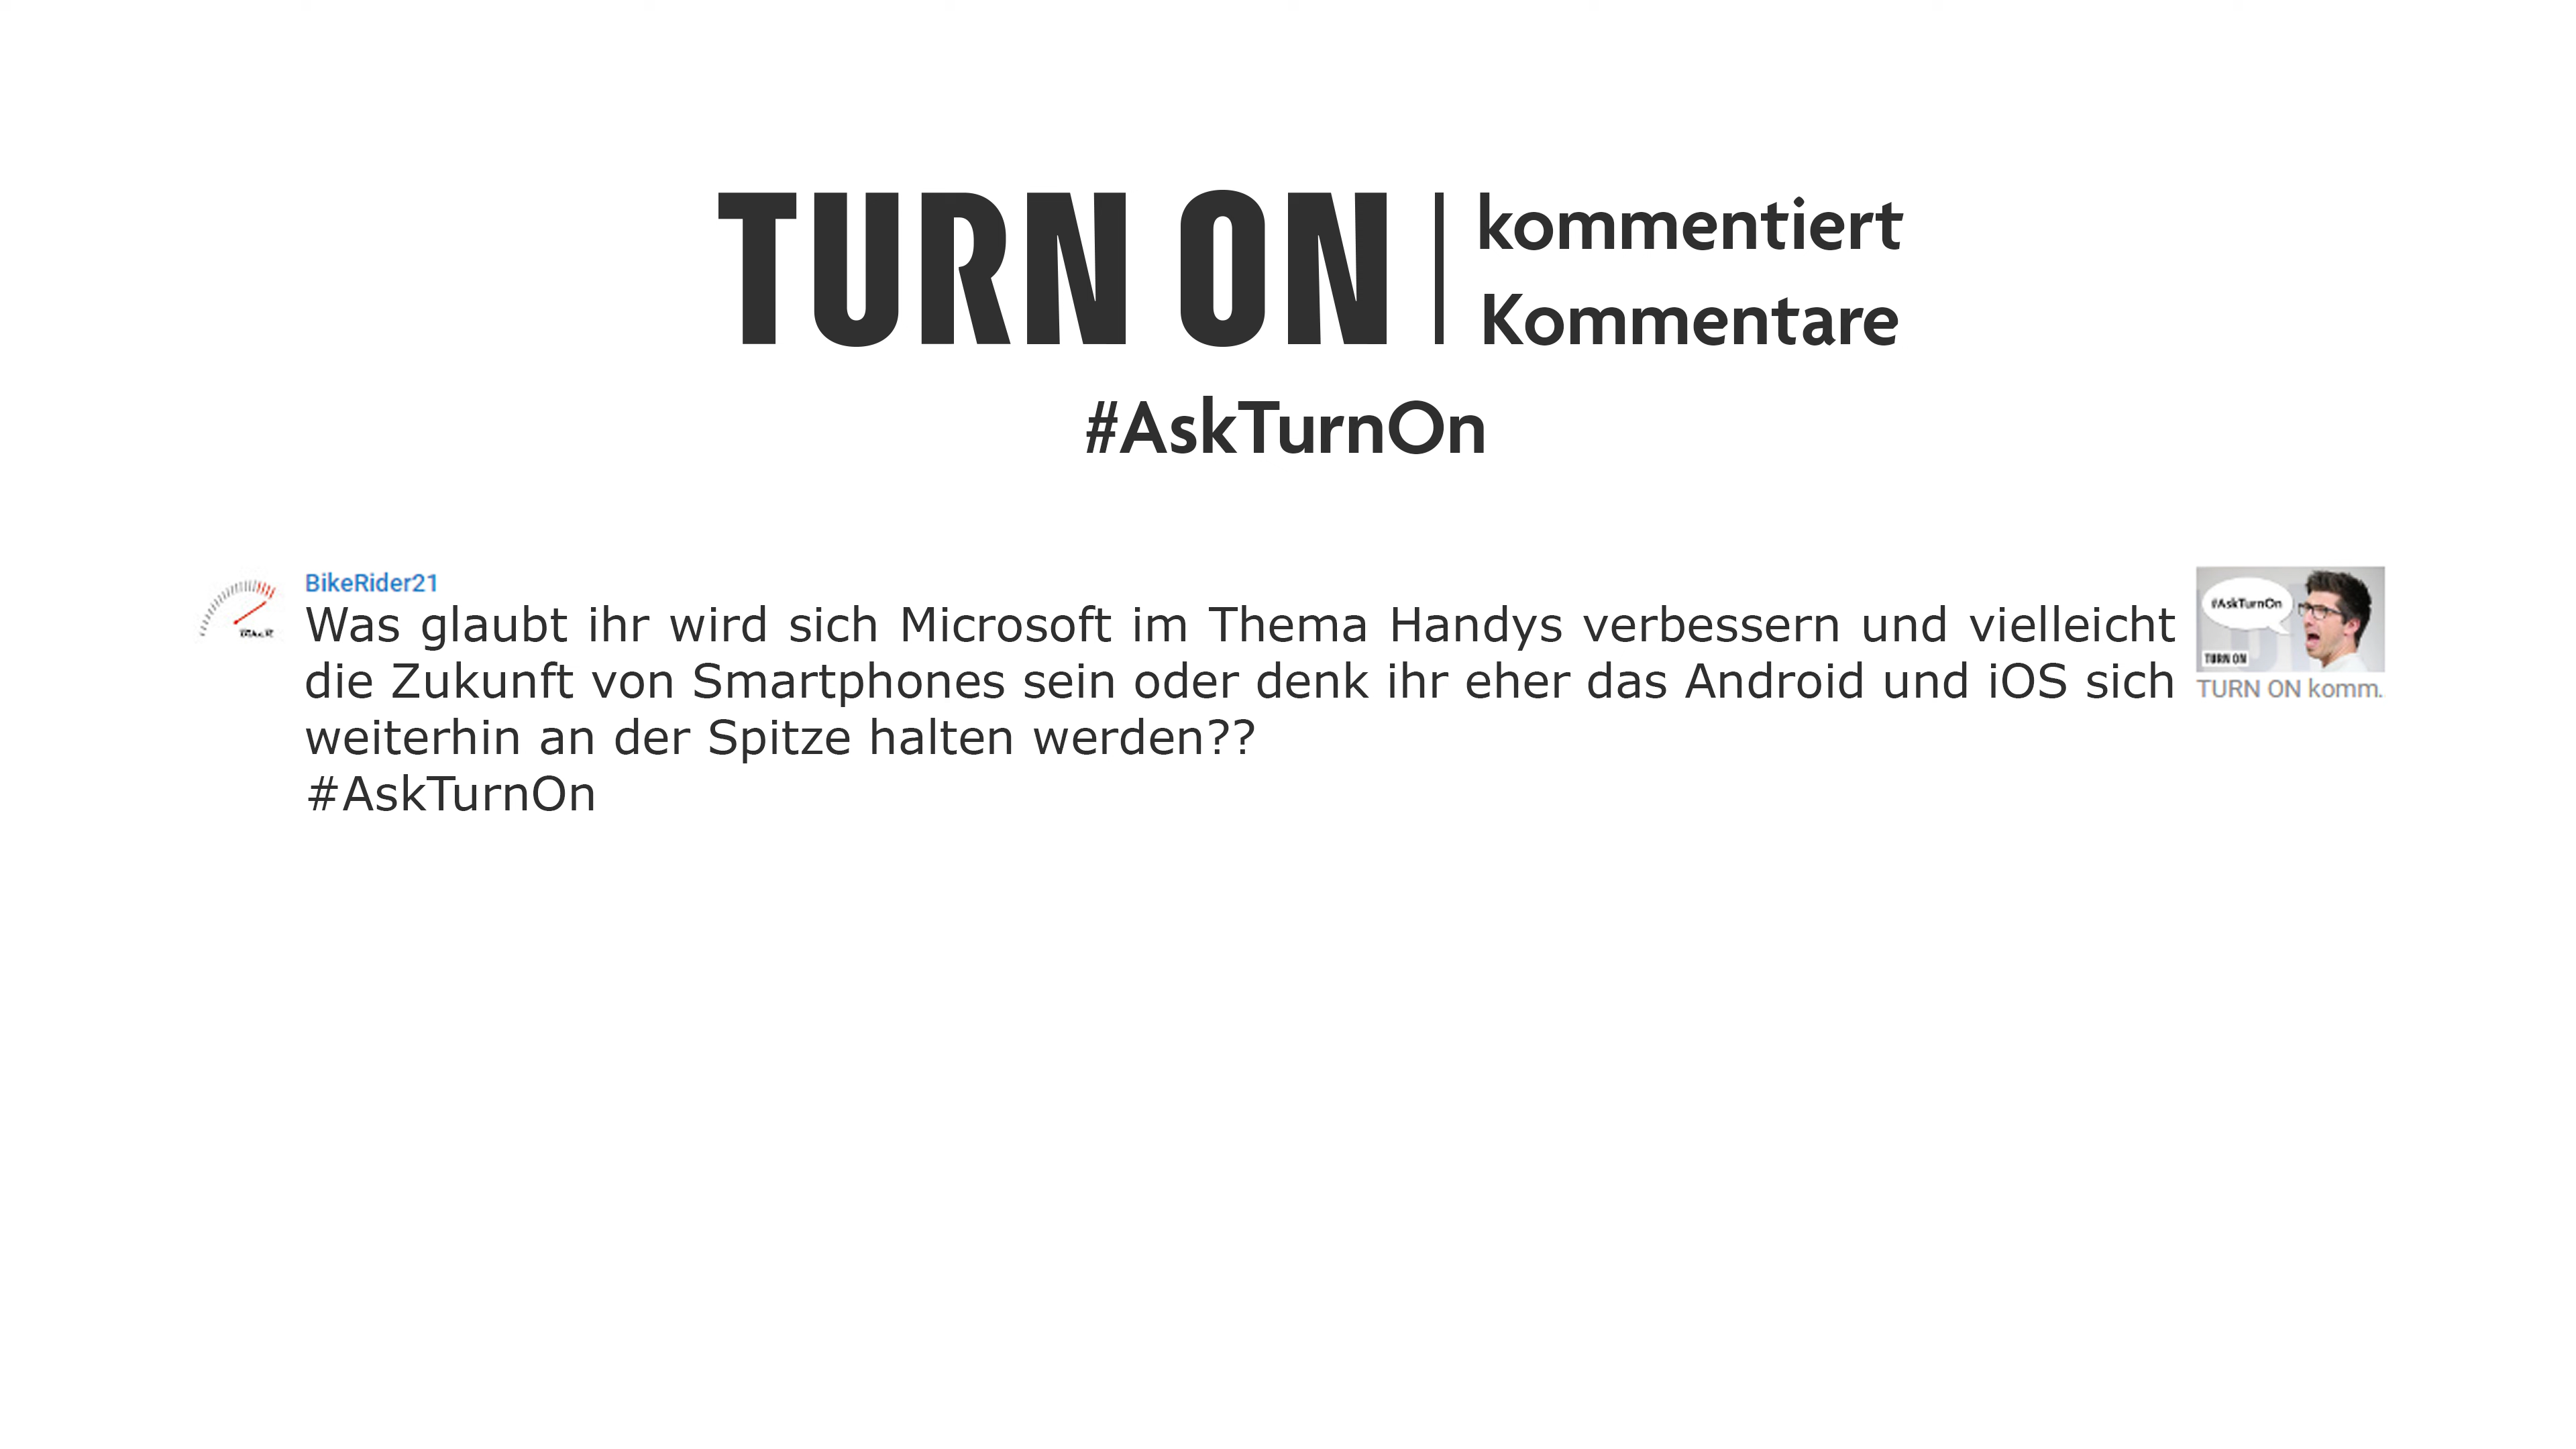 TURN ON
kommentiert
Kommentare
#AskTurnOn
BikeRider21
Was glaubt ihr wird sich Microsoft im Thema Handys verbessern und vielleicht
die Zukunft von Smartphones sein oder denk ihr eher das Android und iOS sich
weiterhin an der Spitze halten werden??
#AskTurnOn
#AskTurnOn
TURN ON
TURN ON komm.